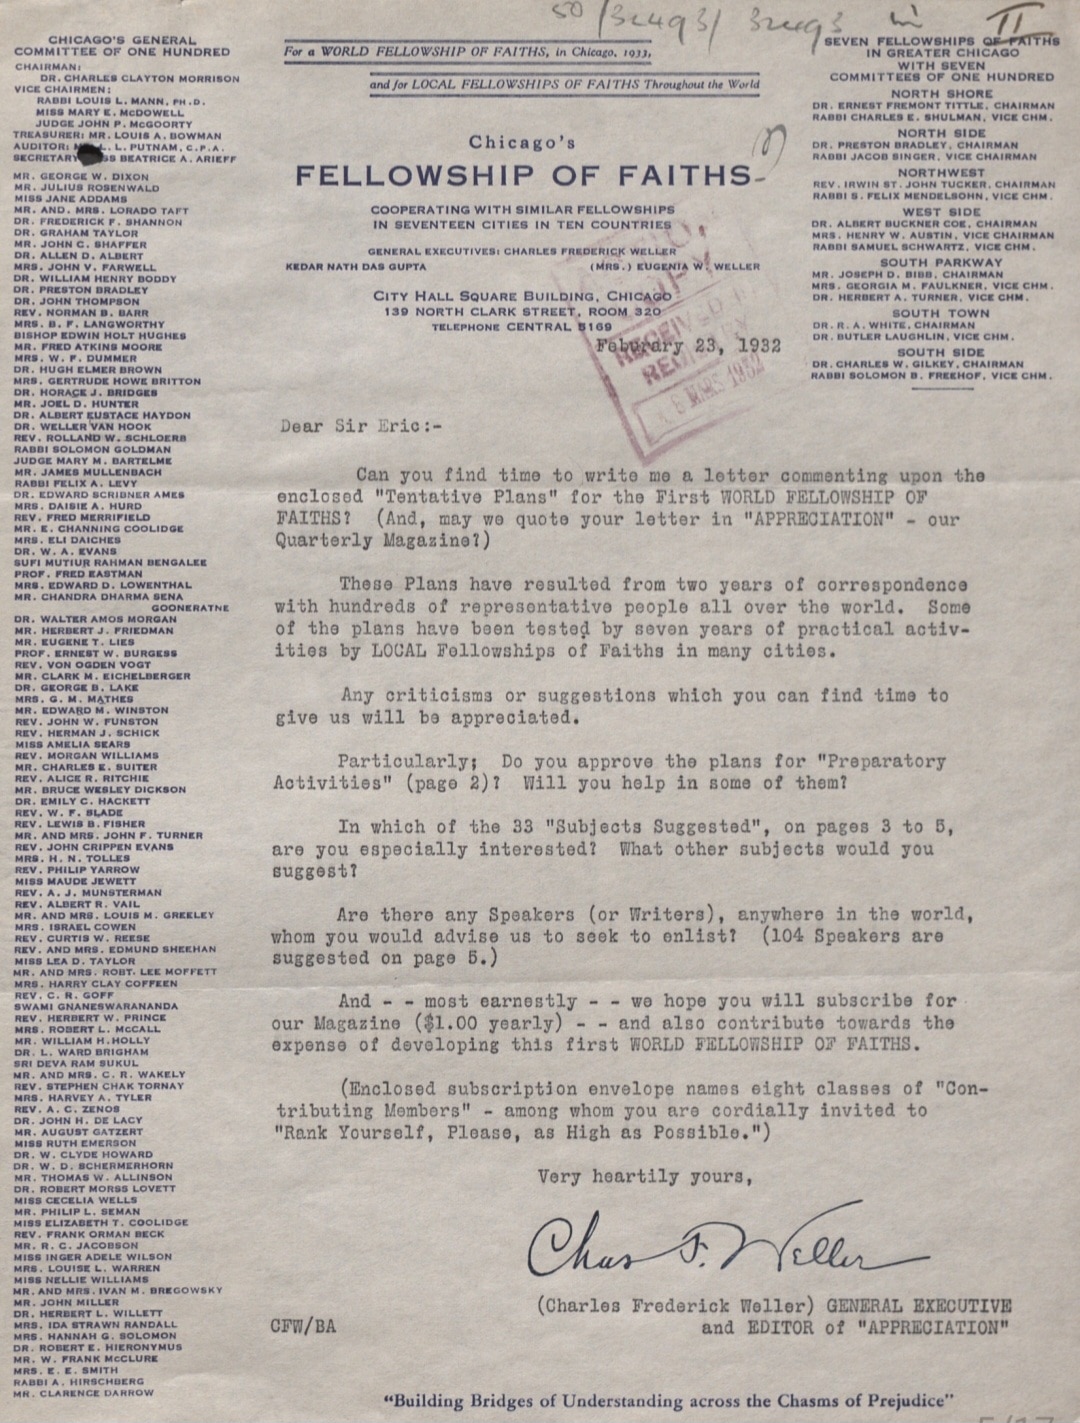 50/32493/32493 in II
CHICAGO'S GENERAL
COMMITTEE OF ONE HUNDRED
CHAIRMAN:
DR. CHARLES CLAYTON MORRISON
VICE CHAIRMEN:
RABBI LOUIS L. MANN, PH.D.
MISS MARY E. McDOWELL
JUDGE JOHN P. McGOORTY
TREASURER: MR. LOUIS A. BOWMAN
AUDITOR: L. L. PUTNAM, C.P.A.
SECRETARY SS BEATRICE A. ARIEFF
MR. GEORGE W. DIXON
MR. JULIUS ROSENWALD
MISS JANE ADDAMS
MR. AND MRS. LORADO TAFT
DR. FREDERICK F. SHANNON
DR. GRAHAM TAYLOR
MR. JOHN C. SHAFFER
DR. ALLEN D. ALBERT
MRS. JOHN V. FARWELL
DR. WILLIAM HENRY BODDY
DR. PRESTON BRADLEY
DR. JOHN THOMPSON
REV. NORMAN B. BARR
MRS. B. F. LANGWORTHY
BISHOP EDWIN HOLT HUGHES
MR. FRED ATKINS MOORE
MRS. W. F. DUMMER
DR. HUGH ELMER BROWN
MRS. GERTRUDE HOWE BRITTON
DR. HORACE J. BRIDGES
MR. JOEL D. HUNTER
DR. ALBERT EUSTACE HAYDON
DR. WELLER VAN HOOK
REV. ROLLAND W. SCHLOERB
RABBI SOLOMON GOLDMAN
JUDGE MARY M. BARTELME
MR. JAMES MULLENBACH
RABBI FELIX A. LEVY
DR. EDWARD SCRIBNER AMES
MRS. DAISIE A. HURD
REV. FRED MERRIFIELD
MR. E. CHANNING COOLIDGE
MRS. ELI DAICHES
DR. W. A. EVANS
SUFI MUTIUR RAHMAN BENGALEE
PROF. FRED EASTMAN
MRS. EDWARD D. LOWENTHAL
MR. CHANDRA DHARMA SENA
GOONERATNE
DR. WALTER AMOS MORGAN
MR. HERBERT J. FRIEDMAN
MR. EUGENE T. LIES
PROF. ERNEST W. BURGESS
REV. VON OGDEN VOGT
MR. CLARK M. EICHELBERGER
DR. GEORGE B. LAKE
MRS. G. M. MATHES
MR. EDWARD M. WINSTON
REV. JOHN W. FUNSTON
REV. HERMAN J. SCHICK
MISS AMELIA SEARS
REV. MORGAN WILLIAMS
MR. CHARLES E. SUITER
REV. ALICE R. RITCHIE
MR. BRUCE WESLEY DICKSON
DR. EMILY C. HACKETT
REV. W. F. SLADE
REV. LEWIS B. FISHER
MR. AND MRS. JOHN F. TURNER
REV. JOHN CRIPPEN EVANS
MRS. H. N. TOLLES
REV. PHILIP YARROW
MISS MAUDE JEWETT
REV. A. J. MUNSTERMAN
REV. ALBERT R. VAIL
MR. AND MRS. LOUIS M. GREELEY
MRS. ISRAEL COWEN
REV. CURTIS W. REESE
REV. AND MRS. EDMUND SHEEHAN
MISS LEA D. TAYLOR
MR. AND MRS. ROBT. LEE MOFFETT
MRS. HARRY CLAY COFFEEN
REV. C. R. GOFF
SWAMI GNANESWARANANDA
REV. HERBERT W. PRINCE
MRS. ROBERT L. McCALL
MR. WILLIAM H. HOLLY
DR. L. WARD BRIGHAM
SRI DEVA RAM SUKUL
MR. AND MRS. C. R. WAKELY
REV. STEPHEN CHAK TORNAY
MRS. HARVEY A. TYLER
REV. A. C. ZENOS
DR. JOHN H. DE LACY
MR. AUGUST GATZERT
MISS RUTH EMERSON
DR. W. CLYDE HOWARD
DR. W. D. SCHERMERHORN
MR. THOMAS W. ALLINSON
DR. ROBERT MORSS LOVETT
MISS CECELIA WELLS
MR. PHILIP L. SEMAN
MISS ELIZABETH T. COOLIDGE
REV. FRANK ORMAN BECK
MR. R. C. JACOBSON
MISS INGER ADELE WILSON
MRS. LOUISE L. WARREN
MISS NELLIE WILLIAMS
MR. AND MRS. IVAN M. BREGOWSKY
MR. JOHN MILLER
DR. HERBERT L. WILLETT
MRS. IDA STRAWN RANDALL
MRS. HANNAH G. SOLOMON
DR. ROBERT E. HIERONYMUS
MR. W. FRANK McCLURE
MRS. E. E. SMITH
RABBI A. HIRSCHBERG
MR. CLARENCE DARROW
For a WORLD FELLOWSHIP OF FAITHS, in Chicago, 1933,
and for LOCAL FELLOWSHIPS OF FAITHS Throughout the World
Chicago's
FELLOWSHIP OF FAITHS
COOPERATING WITH SIMILAR FELLOWSHIPS
IN SEVENTEEN CITIES IN TEN COUNTRIES
GENERAL EXECUTIVES: CHARLES FREDERICK WELLER
KEDAR NATH DAS GUPTA (MRS.) EUGENIA W. WELLER
CITY HALL SQUARE BUILDING, CHICAGO
139 NORTH CLARK STREET, ROOM 320
TELEPHONE CENTRAL 5169
SEVEN FELLOWSHIPS OF FAITHS
IN GREATER CHICAGO
WITH SEVEN
COMMITTEES OF ONE HUNDRED
NORTH SHORE
DR. ERNEST FREMONT TITTLE, CHAIRMAN
RABBI CHARLES E. SHULMAN, VICE CHM.
NORTH SIDE
DR. PRESTON BRADLEY, CHAIRMAN
RABBI JACOB SINGER, VICE CHAIRMAN
NORTHWEST
REV. IRWIN ST. JOHN TUCKER, CHAIRMAN
RABBI S. FELIX MENDELSOHN, VICE CHM.
WEST SIDE
DR. ALBERT BUCKNER COE, CHAIRMAN
MRS. HENRY W. AUSTIN, VICE CHAIRMAN
RABBI SAMUEL SCHWARTZ, VICE CHM.
SOUTH PARKWAY
MR. JOSEPH D. BIBB, CHAIRMAN
MRS. GEORGIA M. FAULKNER, VICE CHM.
DR. HERBERT A. TURNER, VICE CHM.
SOUTH TOWN
DR. R. A. WHITE, CHAIRMAN
DR. BUTLER LAUGHLIN, VICE CHM.
SOUTH SIDE
DR. CHARLES W. GILKEY, CHAIRMAN
RABBI SOLOMON B. FREEHOF, VICE CHM.
RECEIVED
MARS 1932
Feburary 23, 1932
Dear Sir Eric:-
Can you find time to write me a letter commenting upon the
enclosed "Tentative Plans" for the First WORLD FELLOWSHIP OF
FAITHS? (And, may we quote your letter in "APPRECIATION" - our
Quarterly Magazine?)
These Plans have resulted from two years of correspondence
with hundreds of representative people all over the world. Some
of the plans have been tested by seven years of practical activ-
ities by LOCAL Fellowships of Faiths in many cities.
Any criticisms or suggestions which you can find time to
give us will be appreciated.
Particularly; Do you approve the plans for "Preparatory
Activities" (page 2)? Will you help in some of them?
In which of the 33 "Subjects Suggested", on pages 3 to 5,
are you especially interested? What other subjects would you
suggest?
Are there any Speakers (or Writers), anywhere in the world,
whom you would advise us to seek to enlist? (104 Speakers are
suggested on page 5.)
And - - most earnestly - - we hope you will subscribe for
our Magazine ($1.00 yearly) - - and also contribute towards the
expense of developing this first WORLD FELLOWSHIP OF FAITHS.
(Enclosed subscription envelope names eight classes of "Con-
tributing Members" - among whom you are cordially invited to
"Rank Yourself, Please, as High as Possible.")
Very heartily yours,
Chas F. Weller
(Charles Frederick Weller) GENERAL EXECUTIVE
CFW/BA and EDITOR of "APPRECIATION"
"Building Bridges of Understanding across the Chasms of Prejudice"